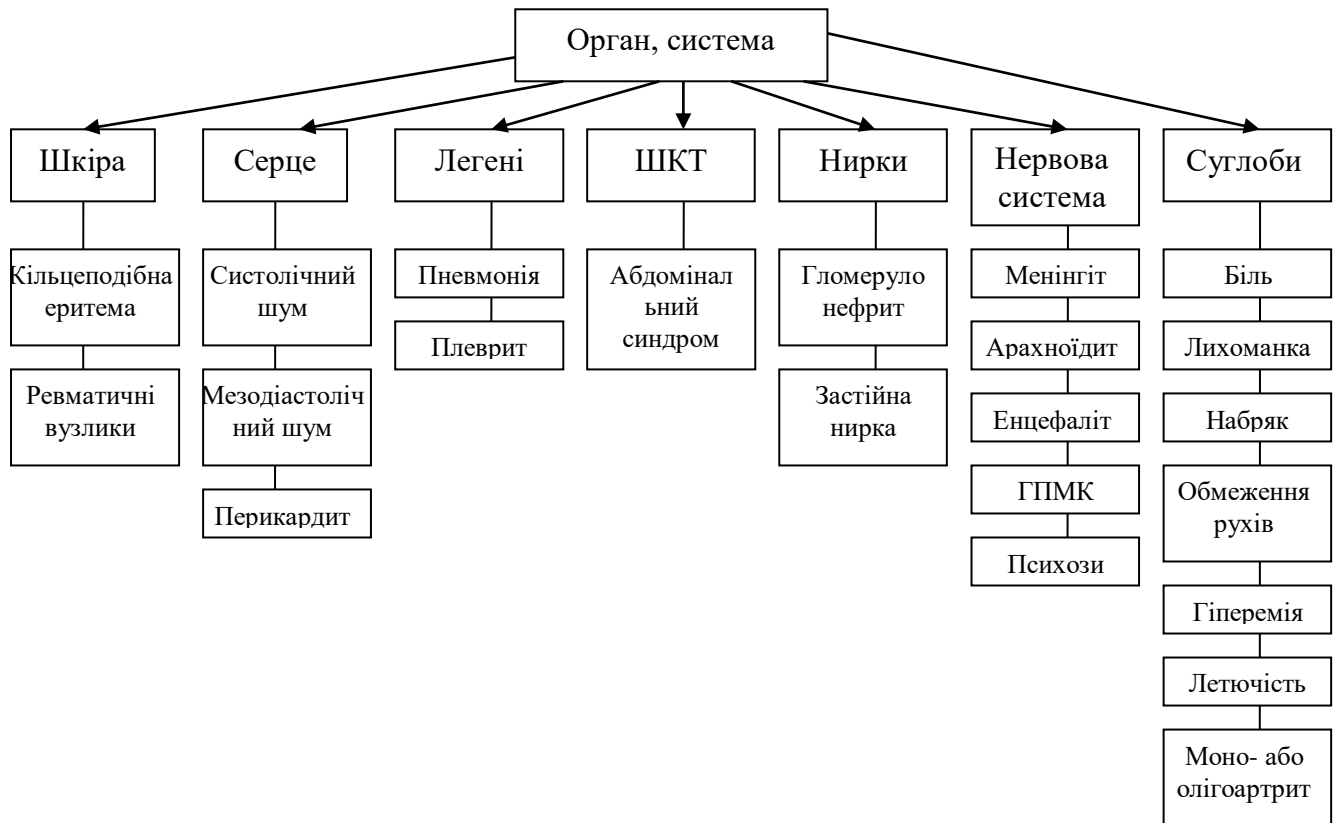 Орган, система
Шкіра
Серце
Легені
ШКТ
Нирки
Нервова
система
Суглоби
Кільцеподібна
еритема
Ревматичні
вузлики
Систолічний
шум
Мезодіастоліч
ний шум
Перикардит
Пневмонія
Плеврит
Абдомінал
ьний
синдром
Гломеруло
нефрит
Застійна
нирка
Менінгіт
Арахноїдит
Енцефаліт
ГПМК
Психози
Біль
Лихоманка
Набряк
Обмеження
рухів
Гіперемія
Летючість
Моно- або
олігоартрит